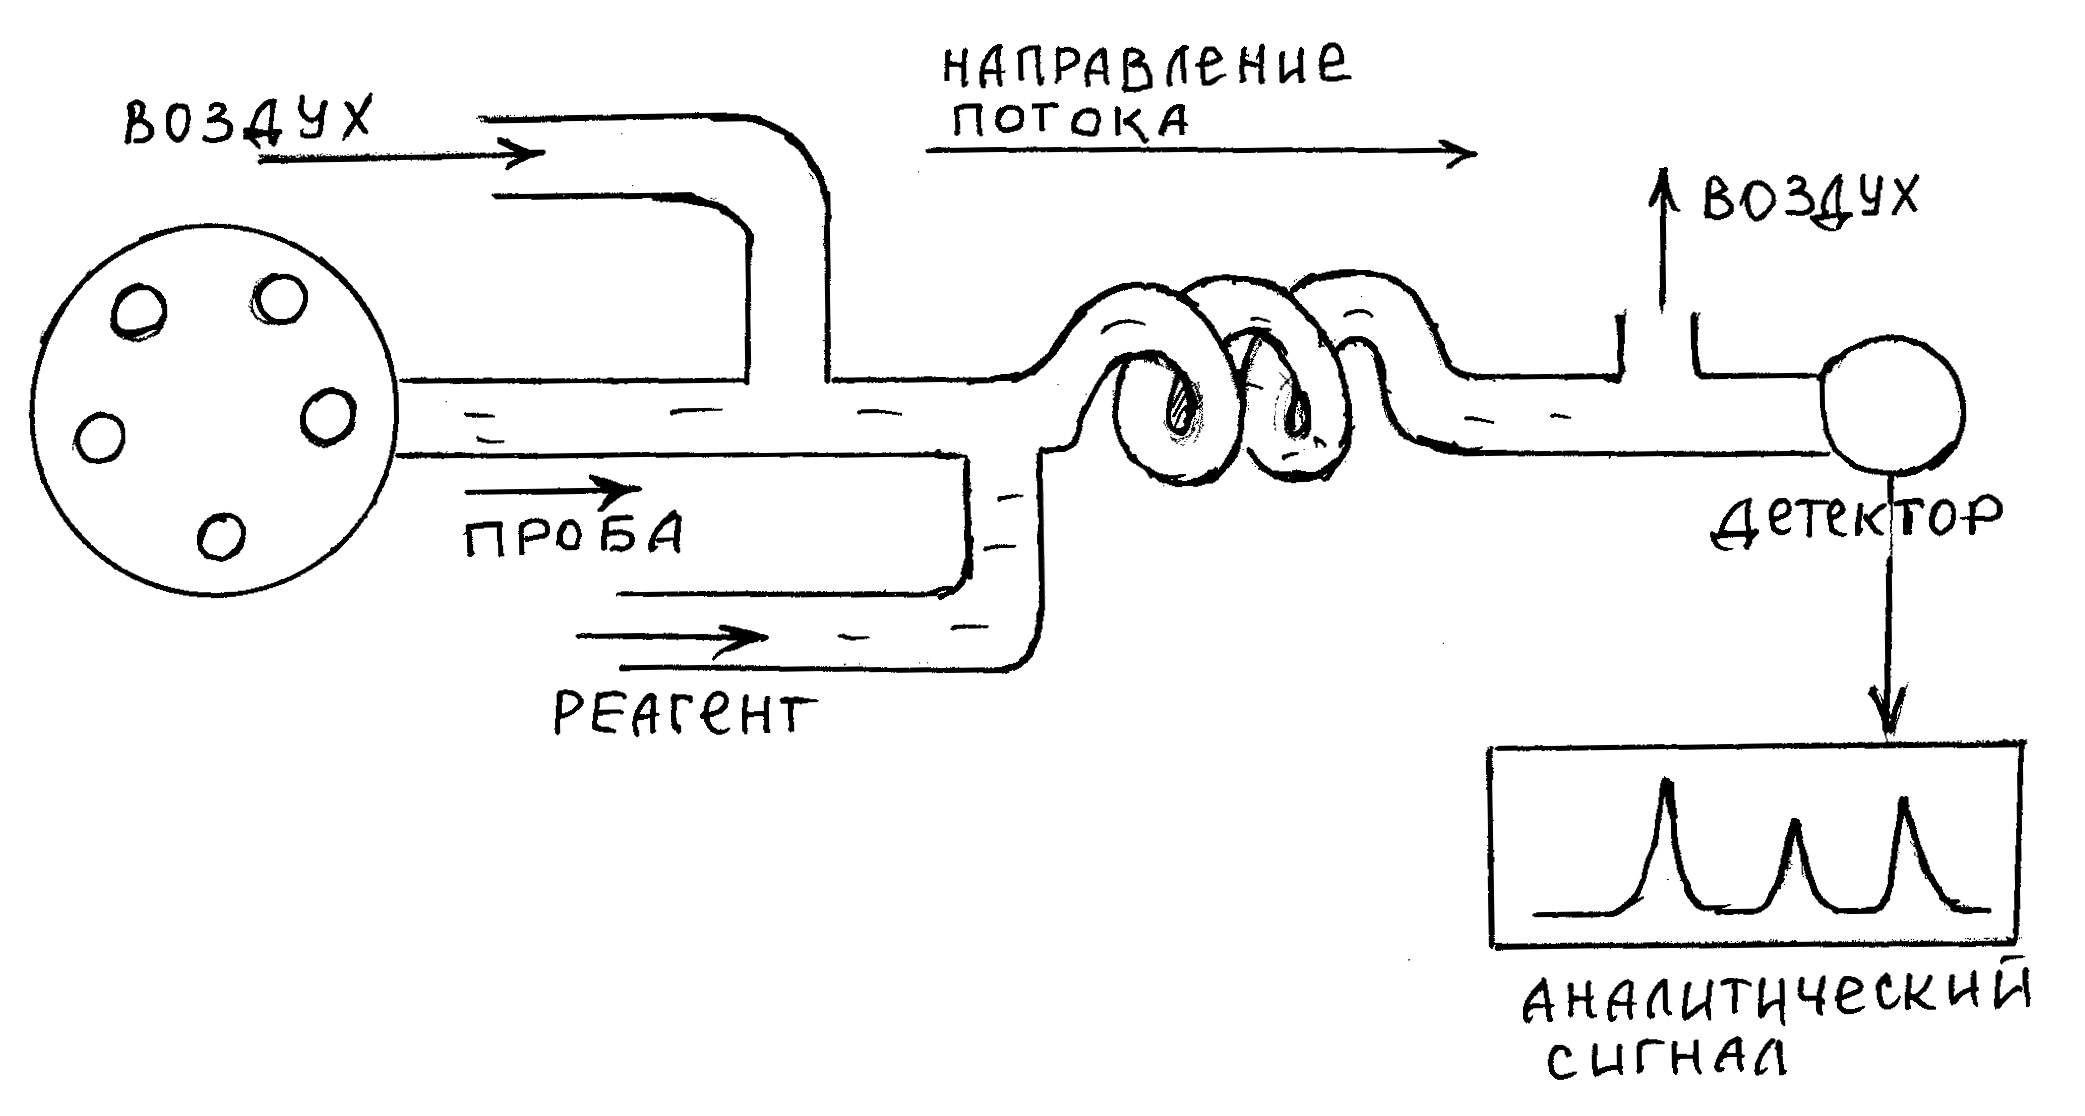 ВОЗДУХ
НАПРАВЛЕНИЕ
ПОТОКА
ВОЗДУХ
ПРОБА
ДЕТЕКТОР
РЕАГЕНТ
АНАЛИТИЧЕСКИЙ
СИГНАЛ